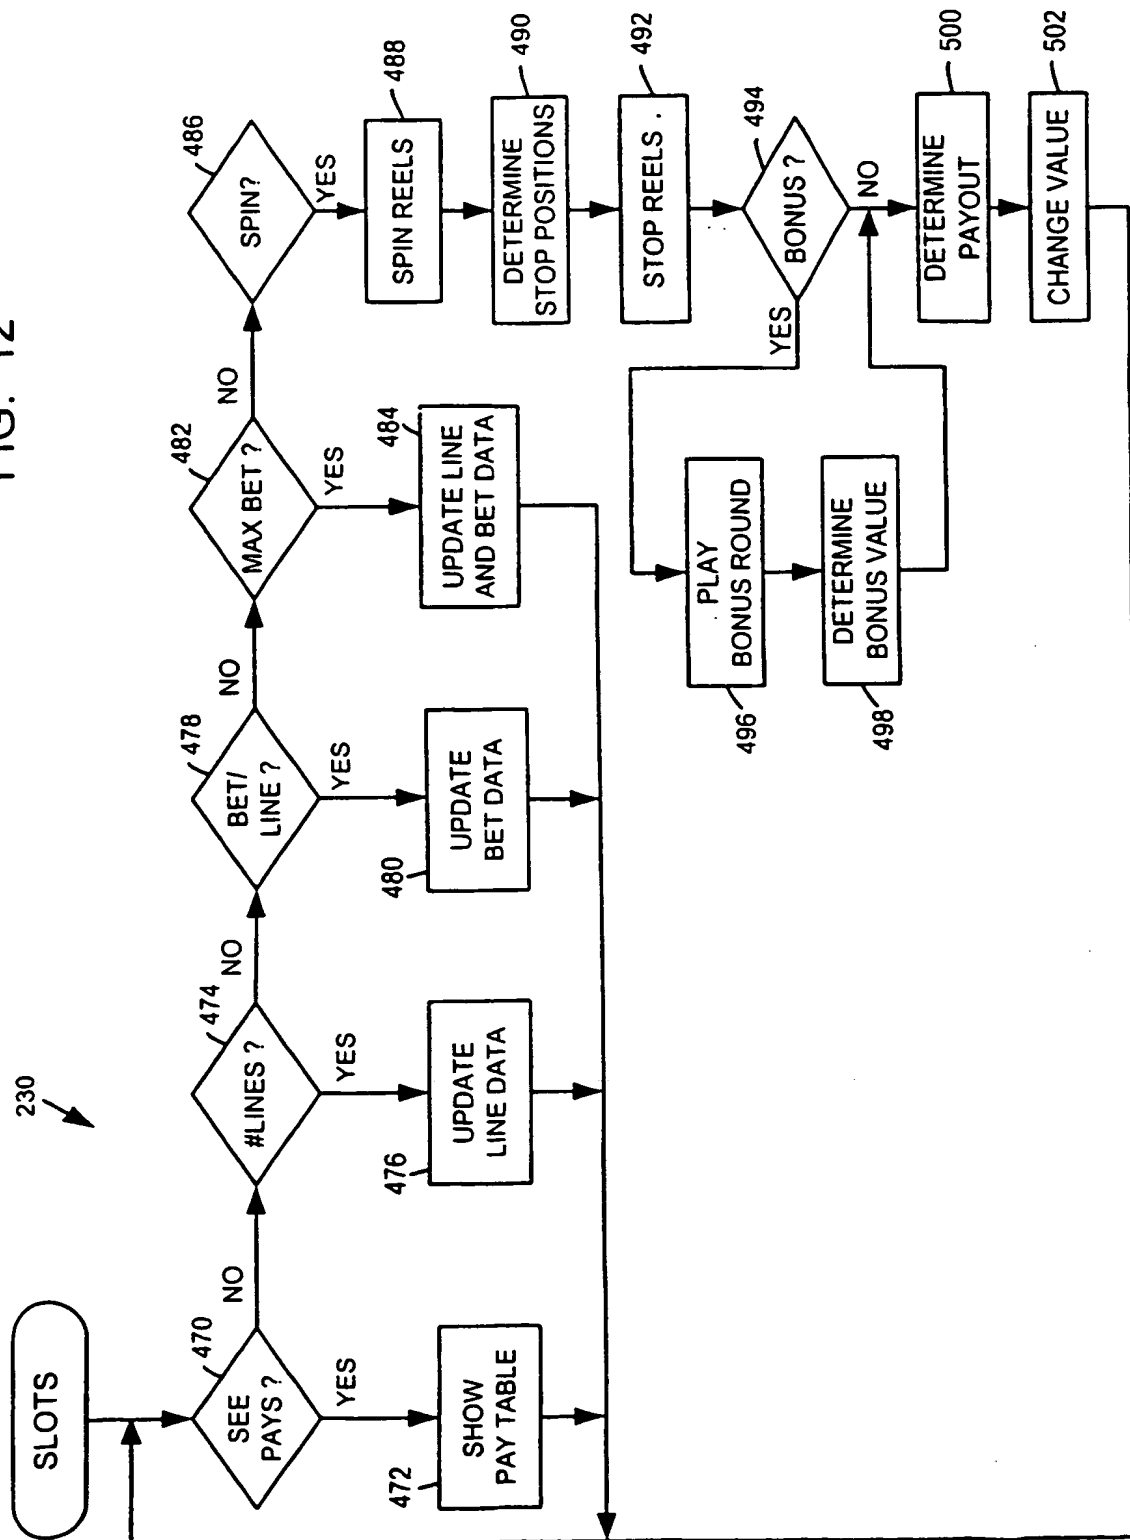 FIG. 12
230
SLOTS
470
SEE
PAYS ?
NO
YES
472
SHOW
PAY TABLE
474
#LINES ?
NO
YES
476
UPDATE
LINE DATA
478
BET/
LINE ?
NO
YES
480
UPDATE
BET DATA
482
MAX BET ?
NO
YES
484
UPDATE LINE
AND BET DATA
486
SPIN?
YES
488
SPIN REELS
490
DETERMINE
STOP POSITIONS
492
STOP REELS .
494
BONUS ?
YES
NO
496
PLAY
BONUS ROUND
498
DETERMINE
BONUS VALUE
500
DETERMINE
PAYOUT
502
CHANGE VALUE